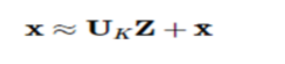 x ≈ U_K Z + x